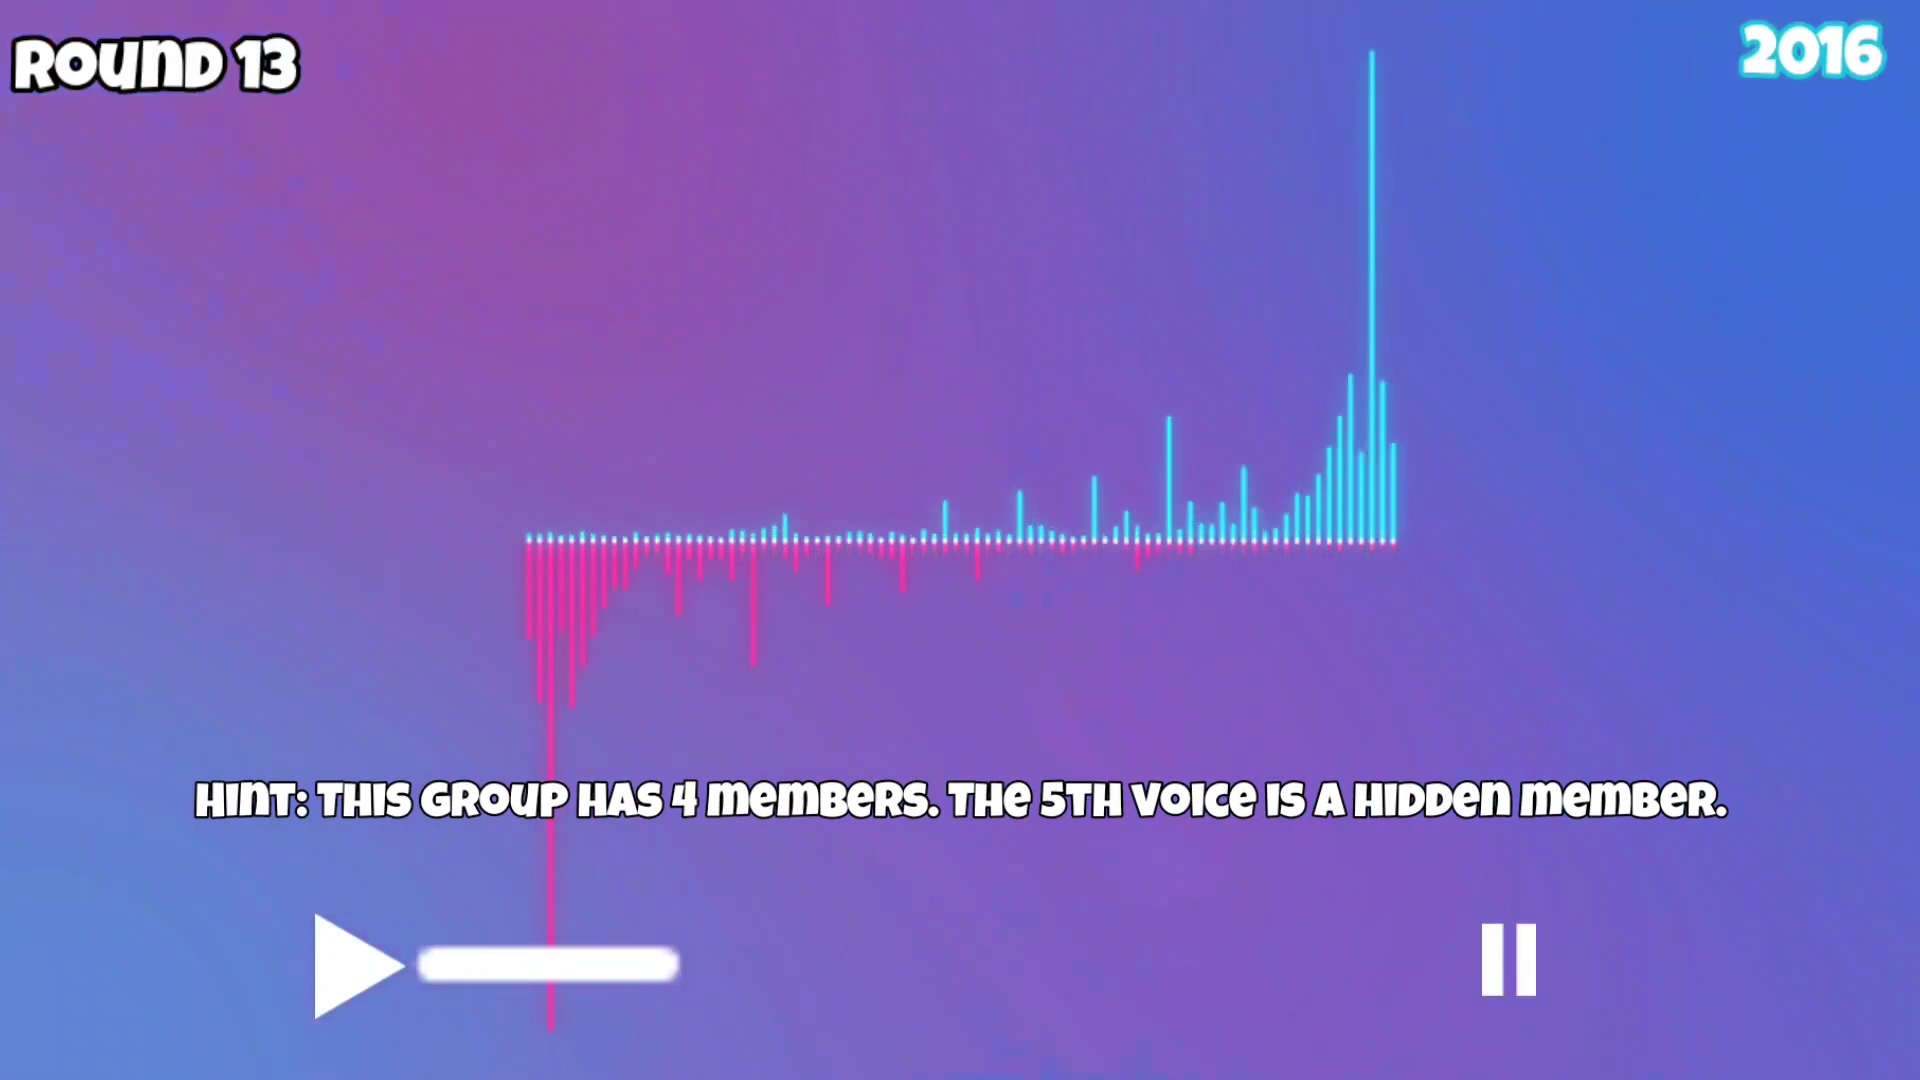 Round 13
2016
Hint: This group has 4 members. The 5th voice is a hidden member.